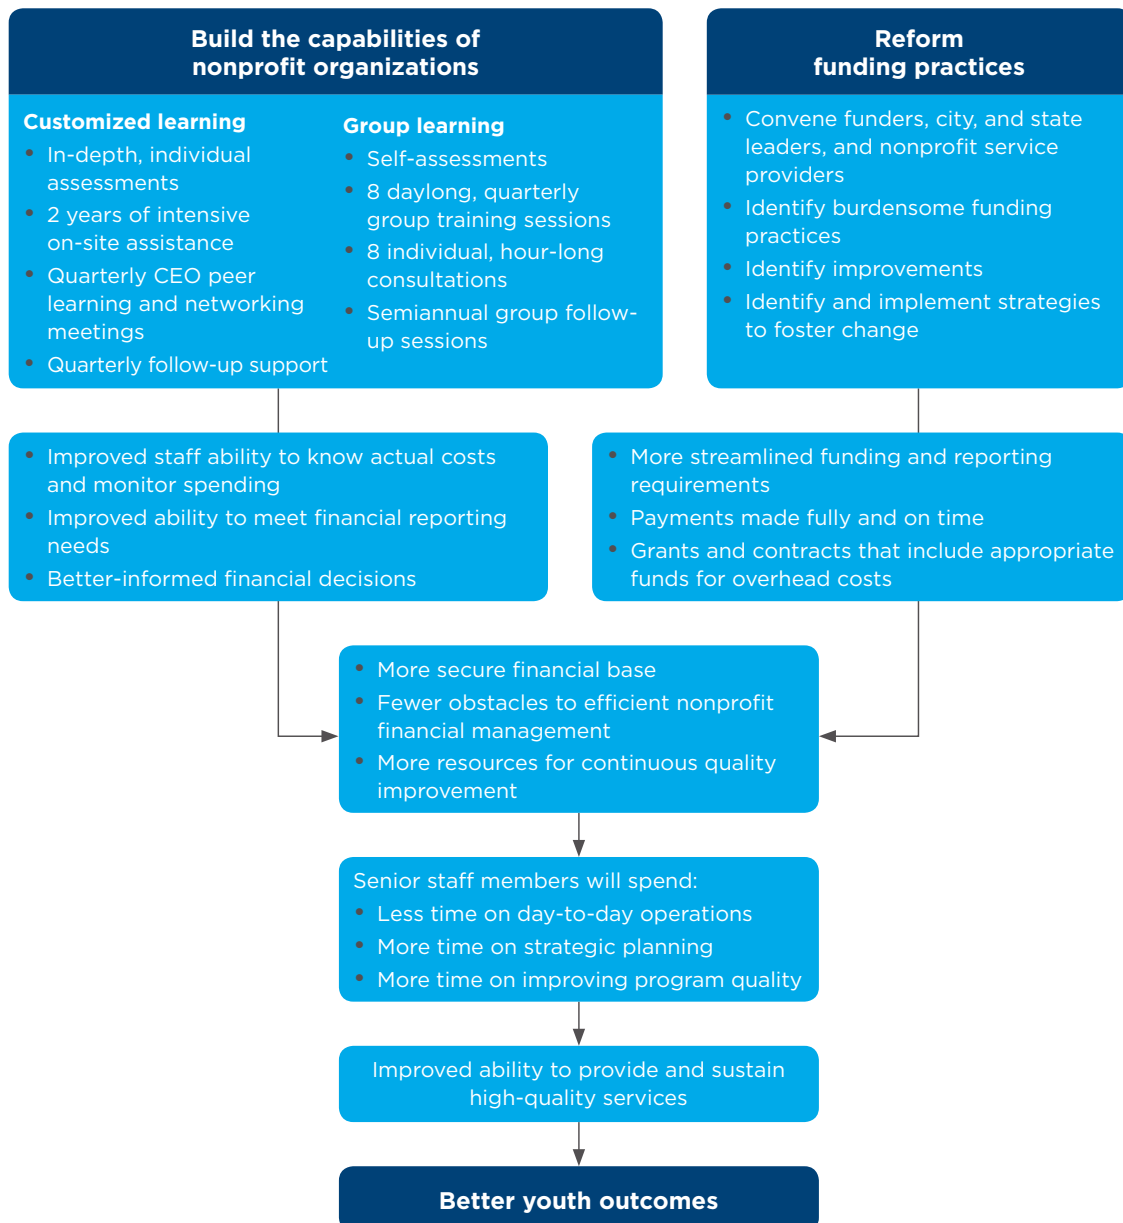 Build the capabilities of
nonprofit organizations
Customized learning
• In-depth, individual
assessments
• 2 years of intensive
on-site assistance
• Quarterly CEO peer
learning and networking
meetings
• Quarterly follow-up support
Group learning
• Self-assessments
• 8 daylong, quarterly
group training sessions
• 8 individual, hour-long
consultations
• Semiannual group follow-
up sessions
Reform
funding practices
• Convene funders, city, and state
leaders, and nonprofit service
providers
• Identify burdensome funding
practices
• Identify improvements
• Identify and implement strategies
to foster change
• Improved staff ability to know actual costs
and monitor spending
• Improved ability to meet financial reporting
needs
• Better-informed financial decisions
• More streamlined funding and reporting
requirements
• Payments made fully and on time
• Grants and contracts that include appropriate
funds for overhead costs
• More secure financial base
• Fewer obstacles to efficient nonprofit
financial management
• More resources for continuous quality
improvement
Senior staff members will spend:
• Less time on day-to-day operations
• More time on strategic planning
• More time on improving program quality
Improved ability to provide and sustain
high-quality services
Better youth outcomes